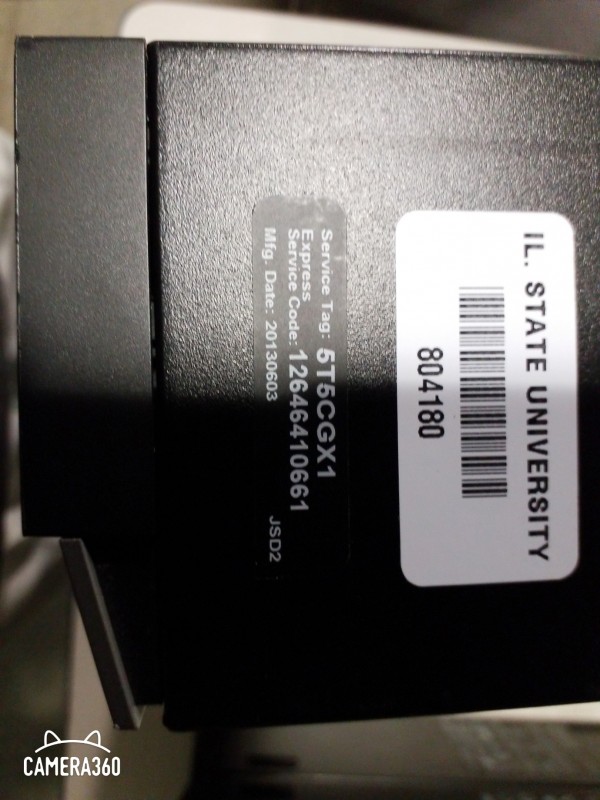 IL. STATE UNIVERSITY
804180
Service Tag: 5T5CGX1
Express
Service Code: 12646410661
Mfg. Date: 20130603 JSD2
CAMERA360